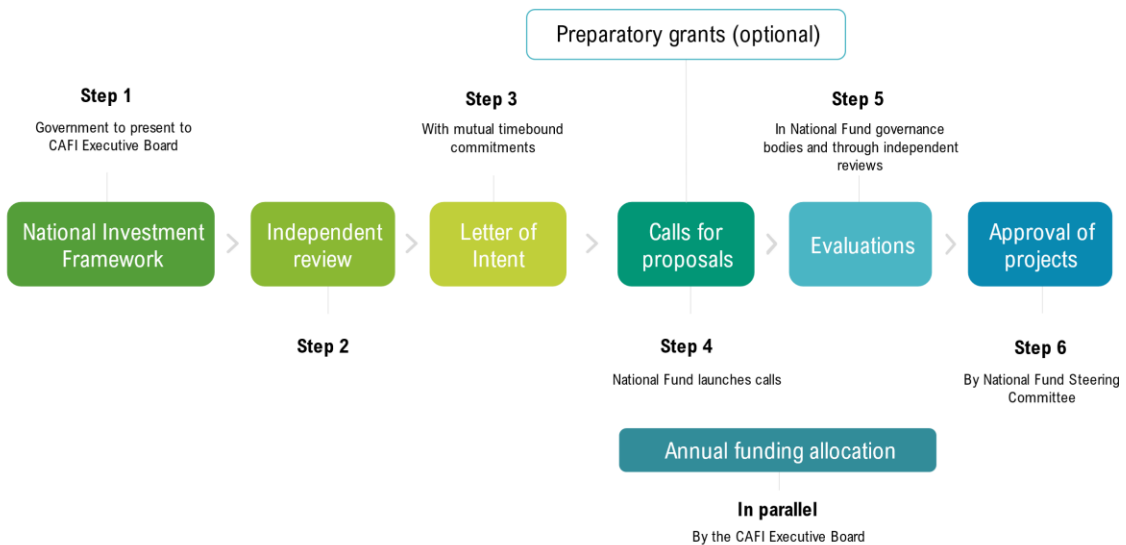 Preparatory grants (optional)
Step 1
Government to present to
CAFI Executive Board
Step 3
With mutual timebound
commitments
Step 5
In National Fund governance
bodies and through independent
reviews
National Investment
Framework
Independent
review
Letter of
Intent
Calls for
proposals
Evaluations
Approval of
projects
Step 2
Step 4
National Fund launches calls
Step 6
By National Fund Steering
Committee
Annual funding allocation
In parallel
By the CAFI Executive Board